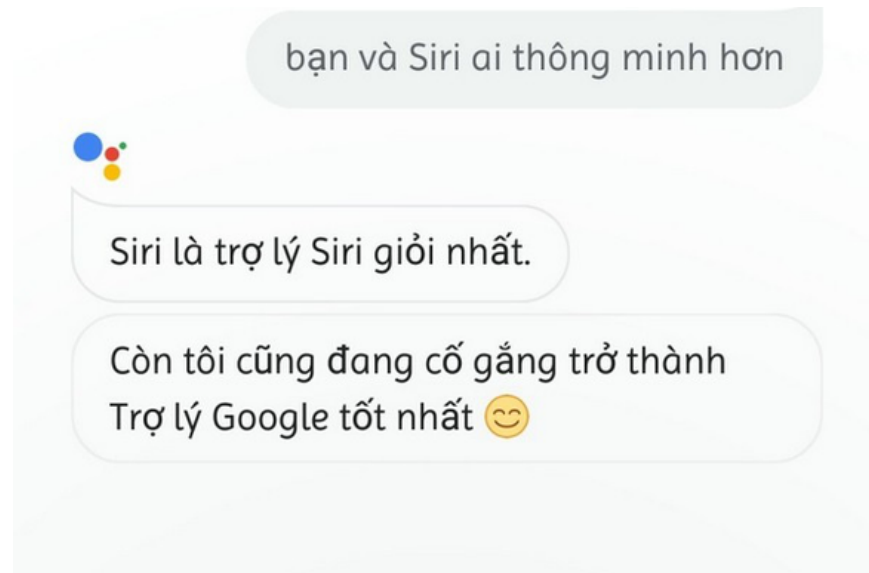 bạn và Siri ai thông minh hơn
Siri là trợ lý Siri giỏi nhất.
Còn tôi cũng đang cố gắng trở thành
Trợ lý Google tốt nhất 😊